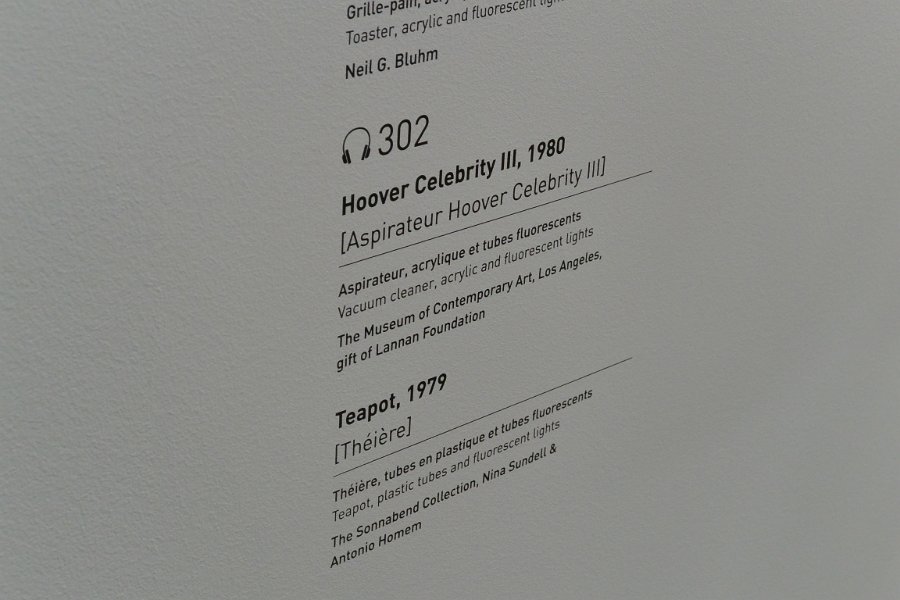 Grille-pain,
Toaster, acrylic and fluorescent
Neil G. Bluhm
302
Hoover Celebrity III, 1980
[Aspirateur Hoover Celebrity III]
Aspirateur, acrylique et tubes fluorescents
Vacuum cleaner, acrylic and fluorescent lights
The Museum of Contemporary Art, Los Angeles,
gift of Lannan Foundation
Teapot, 1979
[Théière]
Théière, tubes en plastique et tubes fluorescents
Teapot, plastic tubes and fluorescent lights
The Sonnabend Collection, Nina Sundell &
Antonio Homem